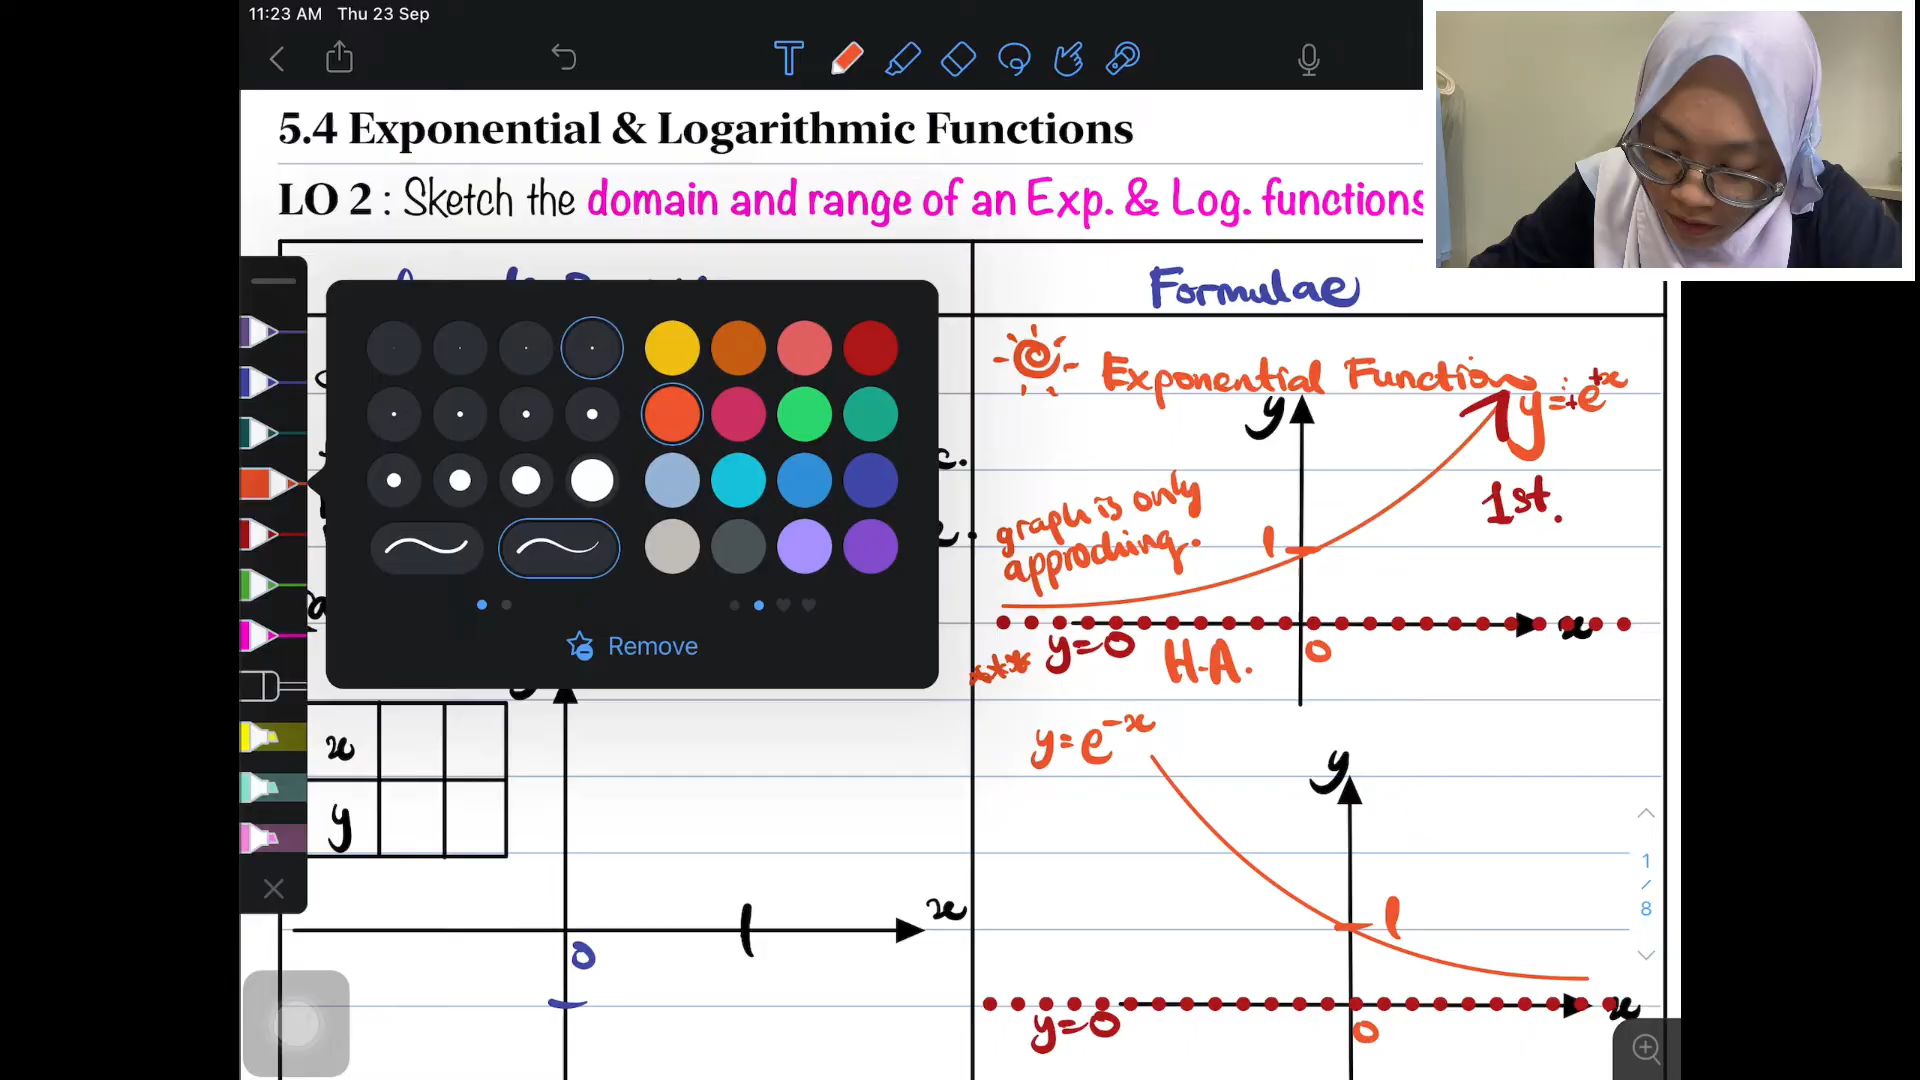 11:23 AM Thu 23 Sep
5.4 Exponential & Logarithmic Functions
LO 2 : Sketch the domain and range of an Exp. & Log. functions
Formulae
Exponential Function
y = +e^+x
y
1st.
graph is only
approching.
1
x
y=0
H.A.
0
***
Remove
y=e^-x
y
1
x
y=0
0
x
y
x
0
1
/
8